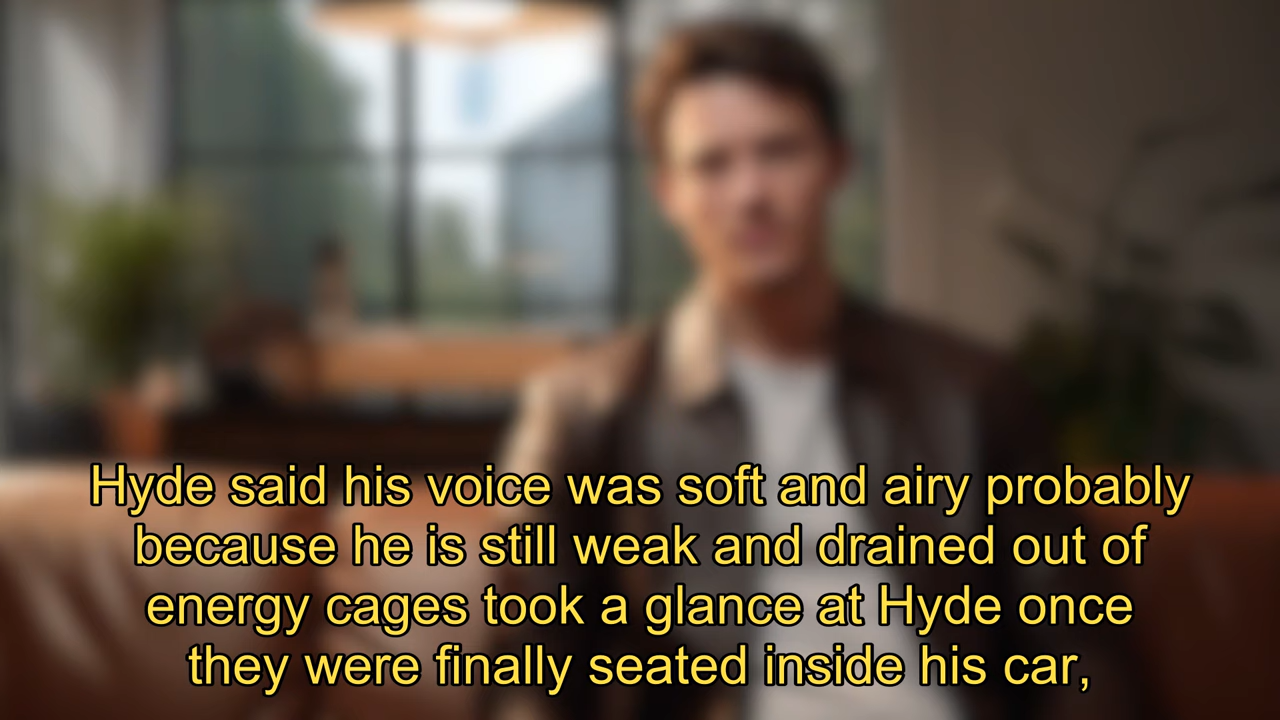 Hyde said his voice was soft and airy probably
because he is still weak and drained out of
energy cages took a glance at Hyde once
they were finally seated inside his car,